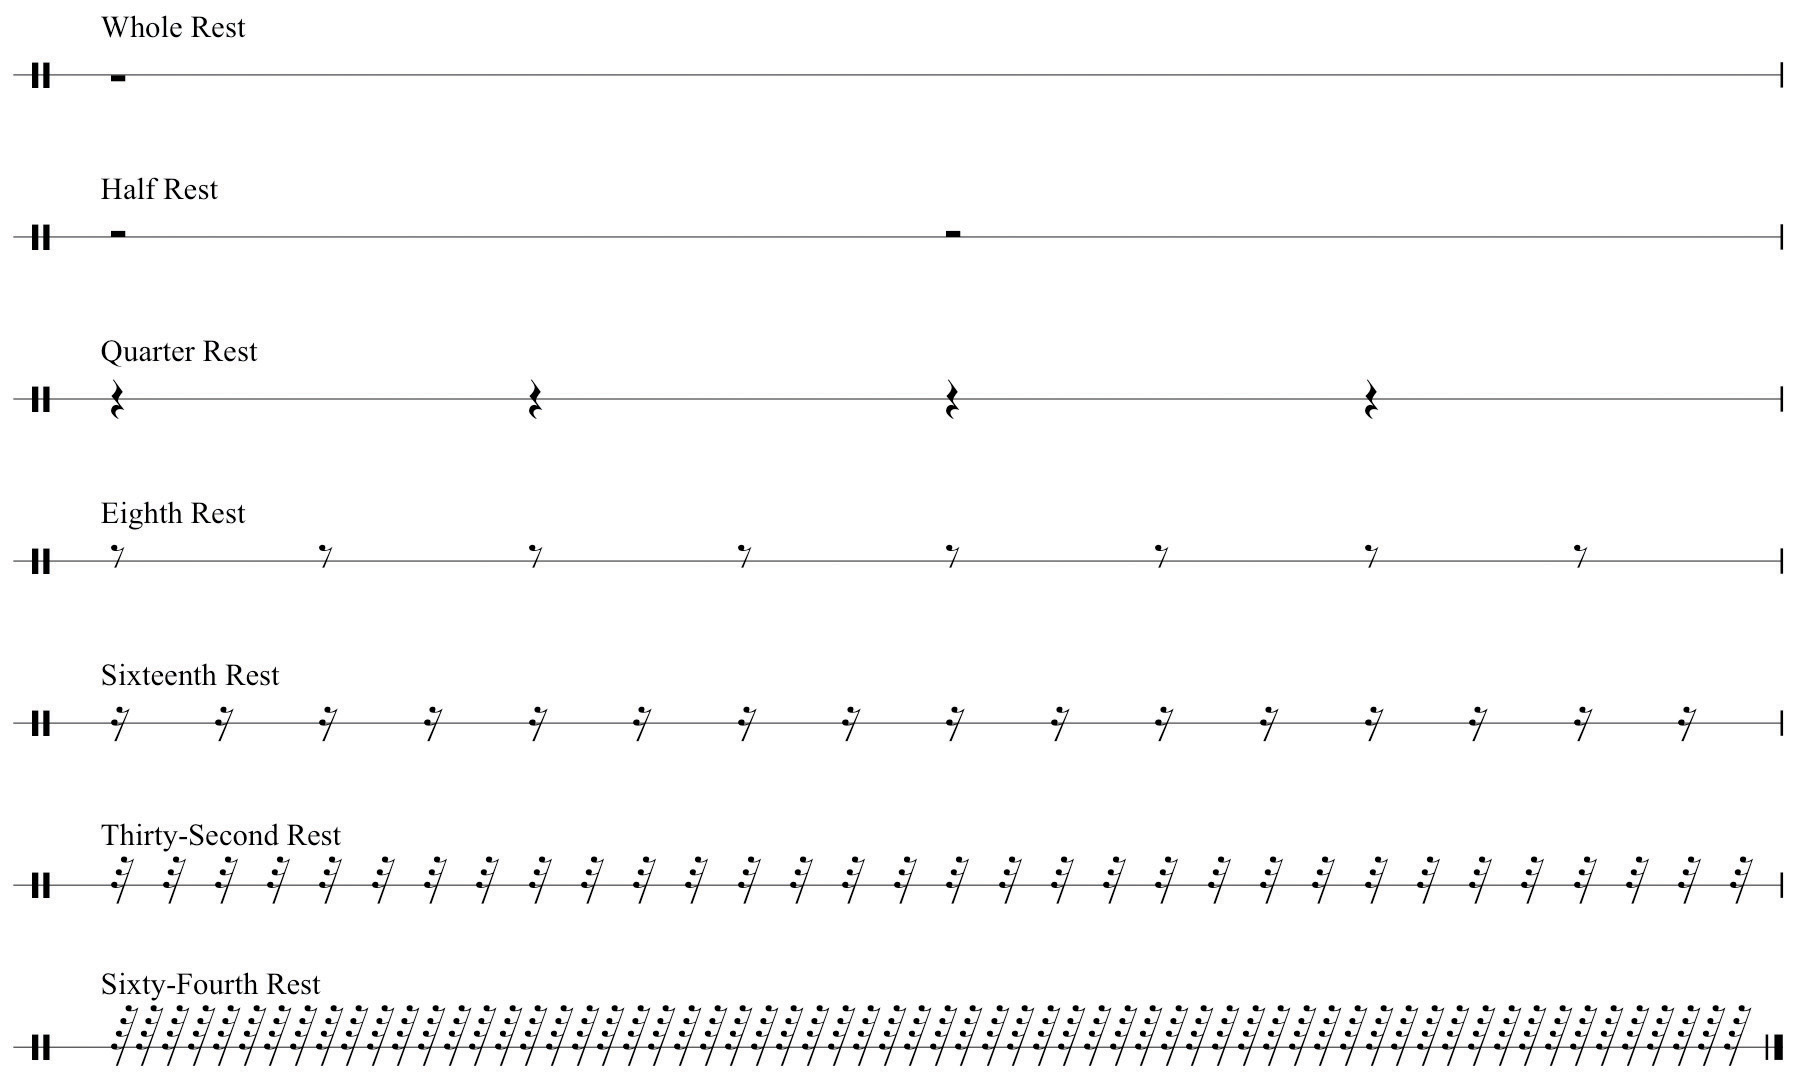 Whole Rest
Half Rest
Quarter Rest
Eighth Rest
Sixteenth Rest
Thirty-Second Rest
Sixty-Fourth Rest